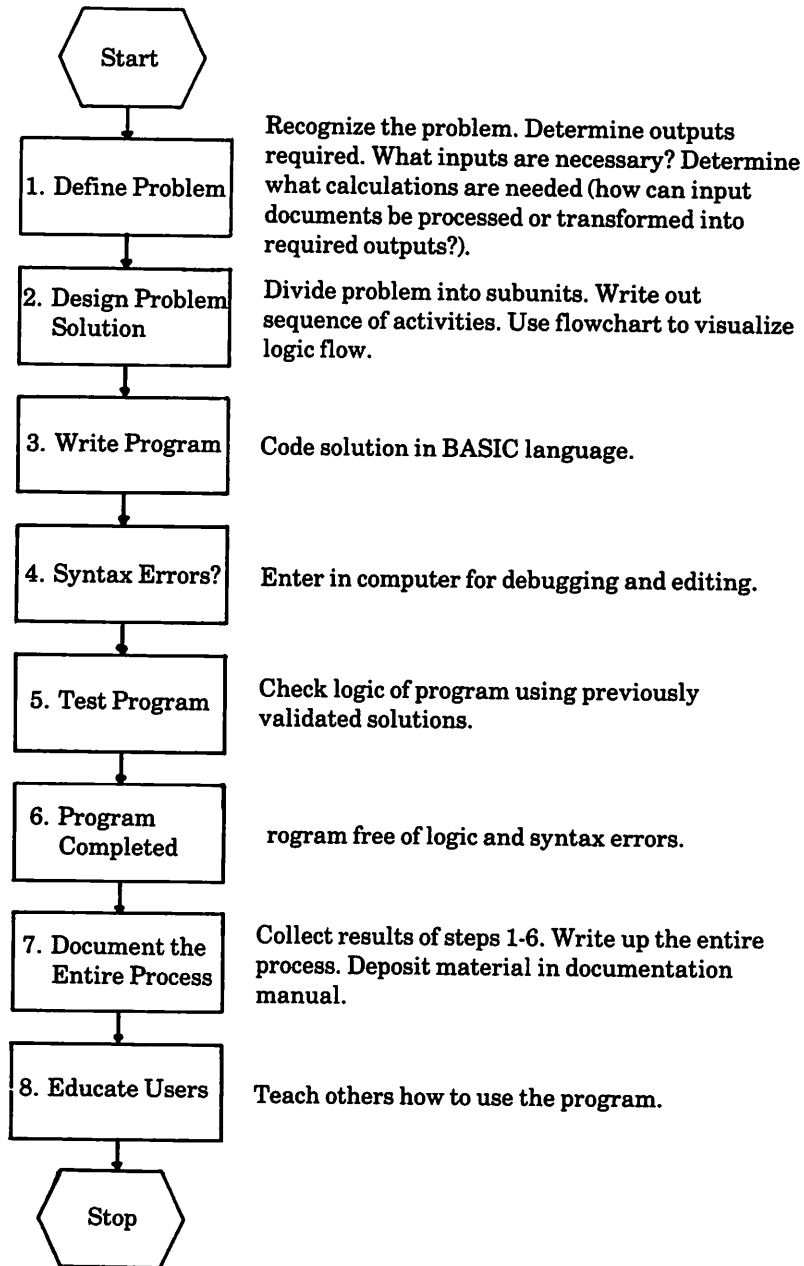 Start
1. Define Problem
Recognize the problem. Determine outputs
required. What inputs are necessary? Determine
what calculations are needed (how can input
documents be processed or transformed into
required outputs?).
2. Design Problem
Solution
Divide problem into subunits. Write out
sequence of activities. Use flowchart to visualize
logic flow.
3. Write Program
Code solution in BASIC language.
4. Syntax Errors?
Enter in computer for debugging and editing.
5. Test Program
Check logic of program using previously
validated solutions.
6. Program
Completed
rogram free of logic and syntax errors.
7. Document the
Entire Process
Collect results of steps 1-6. Write up the entire
process. Deposit material in documentation
manual.
8. Educate Users
Teach others how to use the program.
Stop